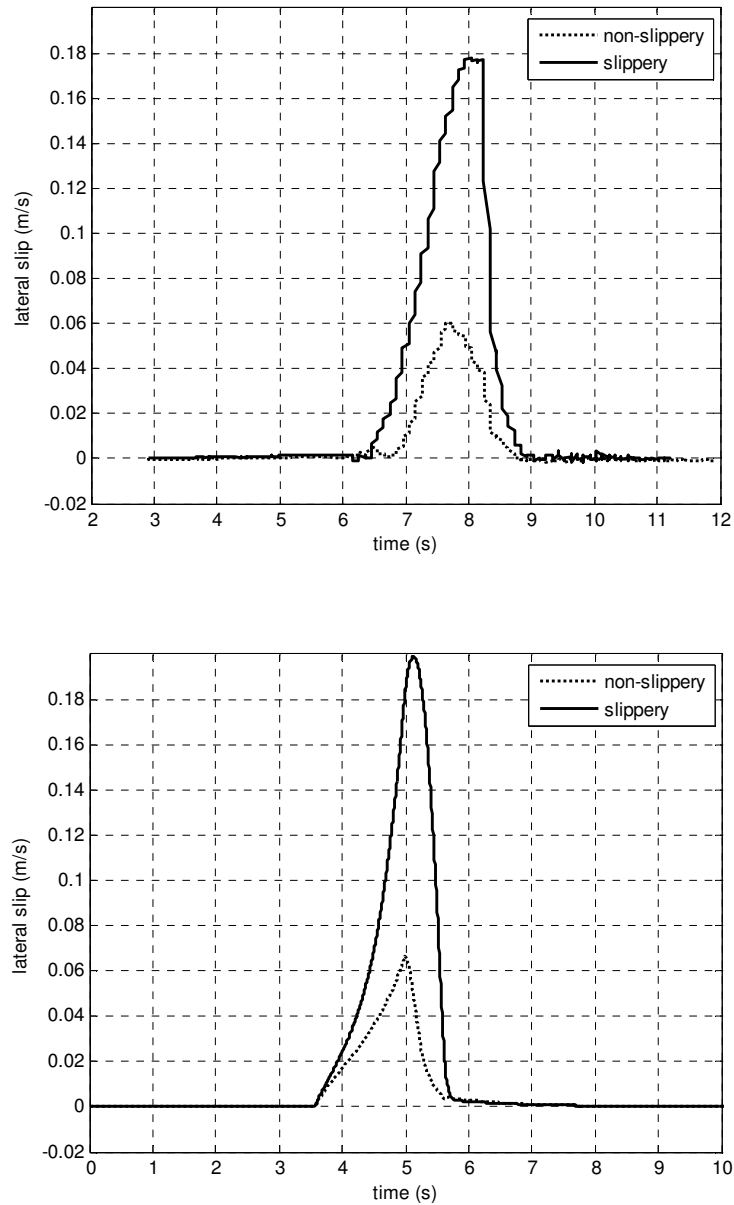 0.18
0.16
0.14
0.12
0.1
0.08
0.06
0.04
0.02
0
-0.02
lateral slip (m/s)
non-slippery
slippery
2 3 4 5 6 7 8 9 10 11 12
time (s)
0.18
0.16
0.14
0.12
0.1
0.08
0.06
0.04
0.02
0
-0.02
lateral slip (m/s)
non-slippery
slippery
0 1 2 3 4 5 6 7 8 9 10
time (s)